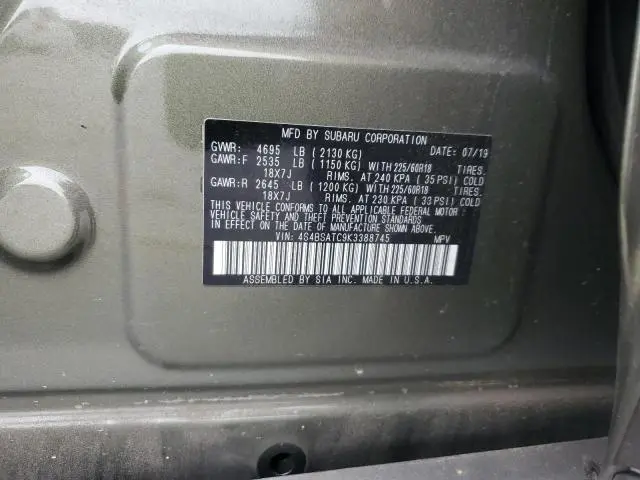 MFD BY SUBARU CORPORATION
GVWR: 4695 LB (2130 KG) DATE: 07/19
GAWR:F 2535 LB (1150 KG) WITH 225/60R18 TIRES.
18X7J RIMS. AT 240 KPA (35 PSI) COLD
GAWR:R 2645 LB (1200 KG) WITH 225/60R18 TIRES.
18X7J RIMS. AT 230 KPA (33 PSI) COLD
THIS VEHICLE CONFORMS TO ALL APPLICABLE FEDERAL MOTOR
VEHICLE SAFETY AND THEFT PREVENTION STANDARDS
IN EFFECT ON THE DATE OF MANUFACTURE SHOWN ABOVE.
VIN: 4S4BSATC9K3388745 MPV
ASSEMBLED BY SIA INC. MADE IN U.S.A.